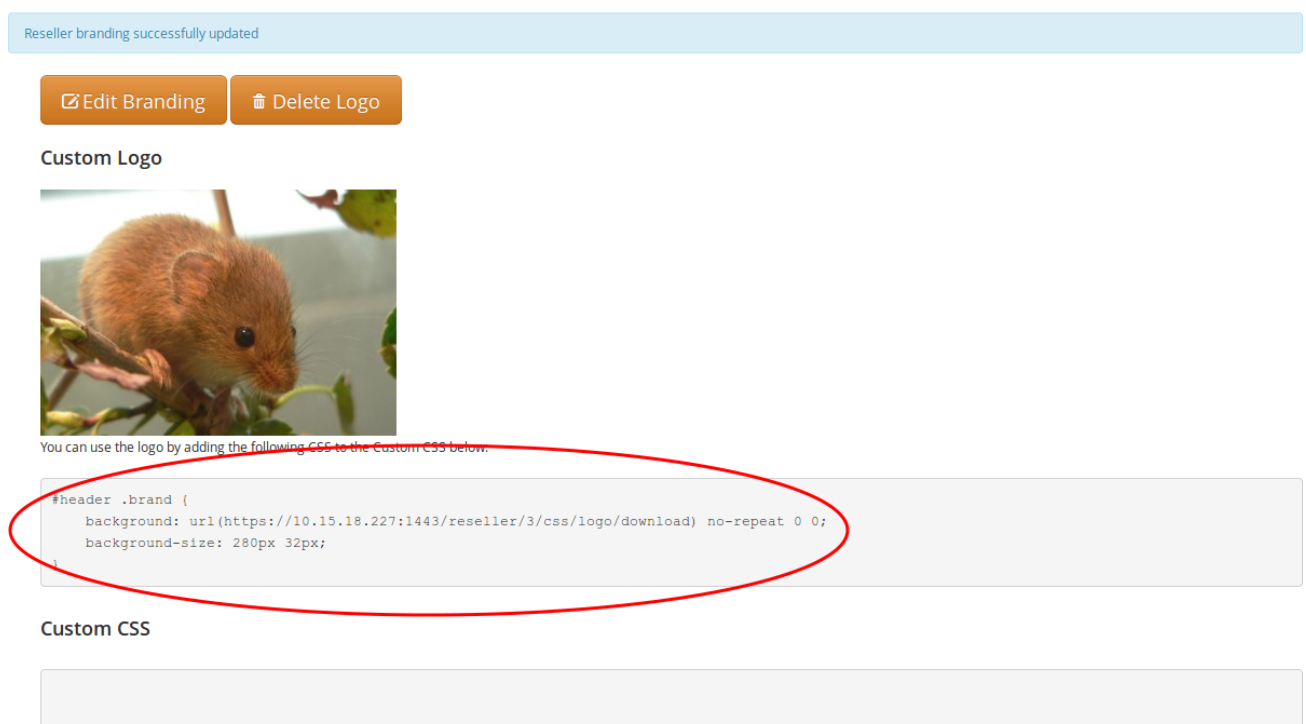 Reseller branding successfully updated
Edit Branding Delete Logo
Custom Logo
You can use the logo by adding the following CSS to the Custom CSS below:
#header .brand {
    background: url(https://10.15.18.227:1443/reseller/3/css/logo/download) no-repeat 0 0;
    background-size: 280px 32px;
}
Custom CSS